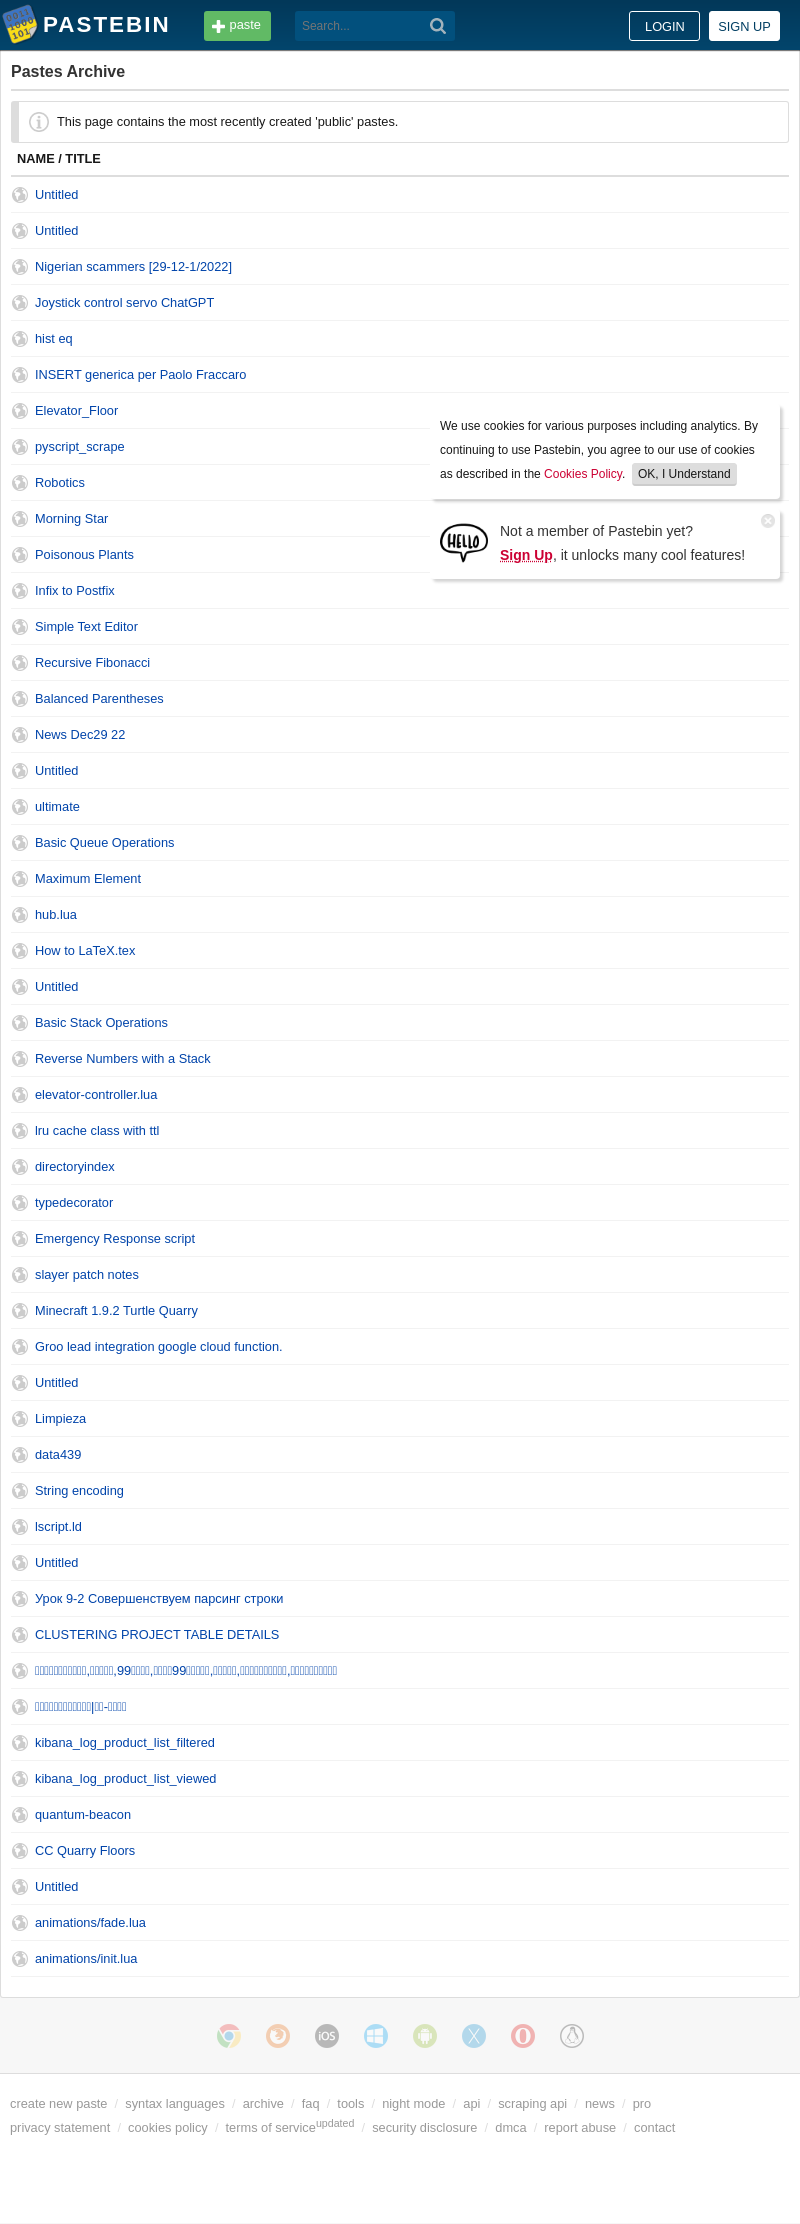 PASTEBIN
paste
Search...
LOGIN
SIGN UP
Pastes Archive
This page contains the most recently created 'public' pastes.
NAME / TITLE
Untitled
Untitled
Nigerian scammers [29-12-1/2022]
Joystick control servo ChatGPT
hist eq
INSERT generica per Paolo Fraccaro
Elevator_Floor
pyscript_scrape
Robotics
Morning Star
Poisonous Plants
We use cookies for various purposes including analytics. By
continuing to use Pastebin, you agree to our use of cookies
as described in the Cookies Policy. OK, I Understand
HELLO
Not a member of Pastebin yet?
Sign Up, it unlocks many cool features!
Infix to Postfix
Simple Text Editor
Recursive Fibonacci
Balanced Parentheses
News Dec29 22
Untitled
ultimate
Basic Queue Operations
Maximum Element
hub.lua
How to LaTeX.tex
Untitled
Basic Stack Operations
Reverse Numbers with a Stack
elevator-controller.lua
lru cache class with ttl
directoryindex
typedecorator
Emergency Response script
slayer patch notes
Minecraft 1.9.2 Turtle Quarry
Groo lead integration google cloud function.
Untitled
Limpieza
data439
String encoding
lscript.ld
Untitled
Урок 9-2 Совершенствуем парсинг строки
CLUSTERING PROJECT TABLE DETAILS
kibana_log_product_list_filtered
kibana_log_product_list_viewed
quantum-beacon
CC Quarry Floors
Untitled
animations/fade.lua
animations/init.lua
iOS
create new paste / syntax languages / archive / faq / tools / night mode / api / scraping api / news / pro
privacy statement / cookies policy / terms of service updated / security disclosure / dmca / report abuse / contact